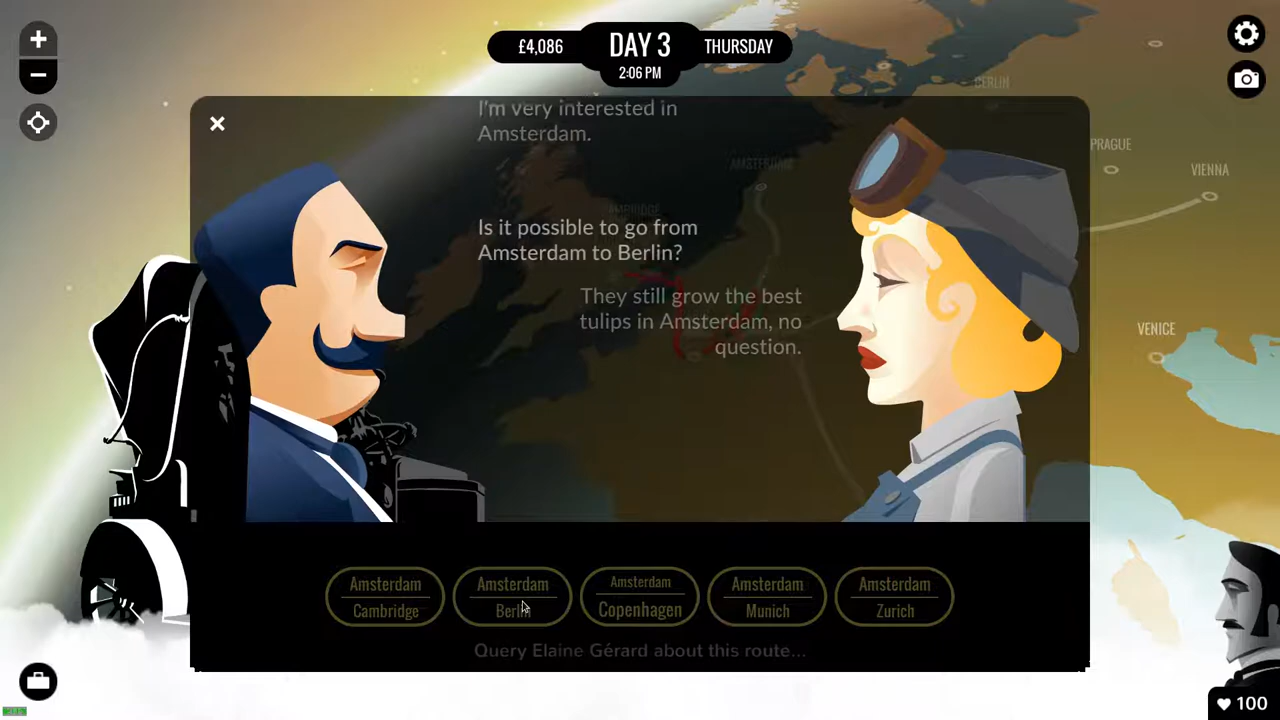 +
£4,086
DAY 3
THURSDAY
2:06 PM
BERLIN
I'm very interested in
Amsterdam.
PRAGUE
AMSTERDAM
VIENNA
CAMBRIDGE
Is it possible to go from
Amsterdam to Berlin?
They still grow the best
tulips in Amsterdam, no
question.
VENICE
Amsterdam
Cambridge
Amsterdam
Berlin
Amsterdam
Copenhagen
Amsterdam
Munich
Amsterdam
Zurich
Query Elaine Gérard about this route...
100